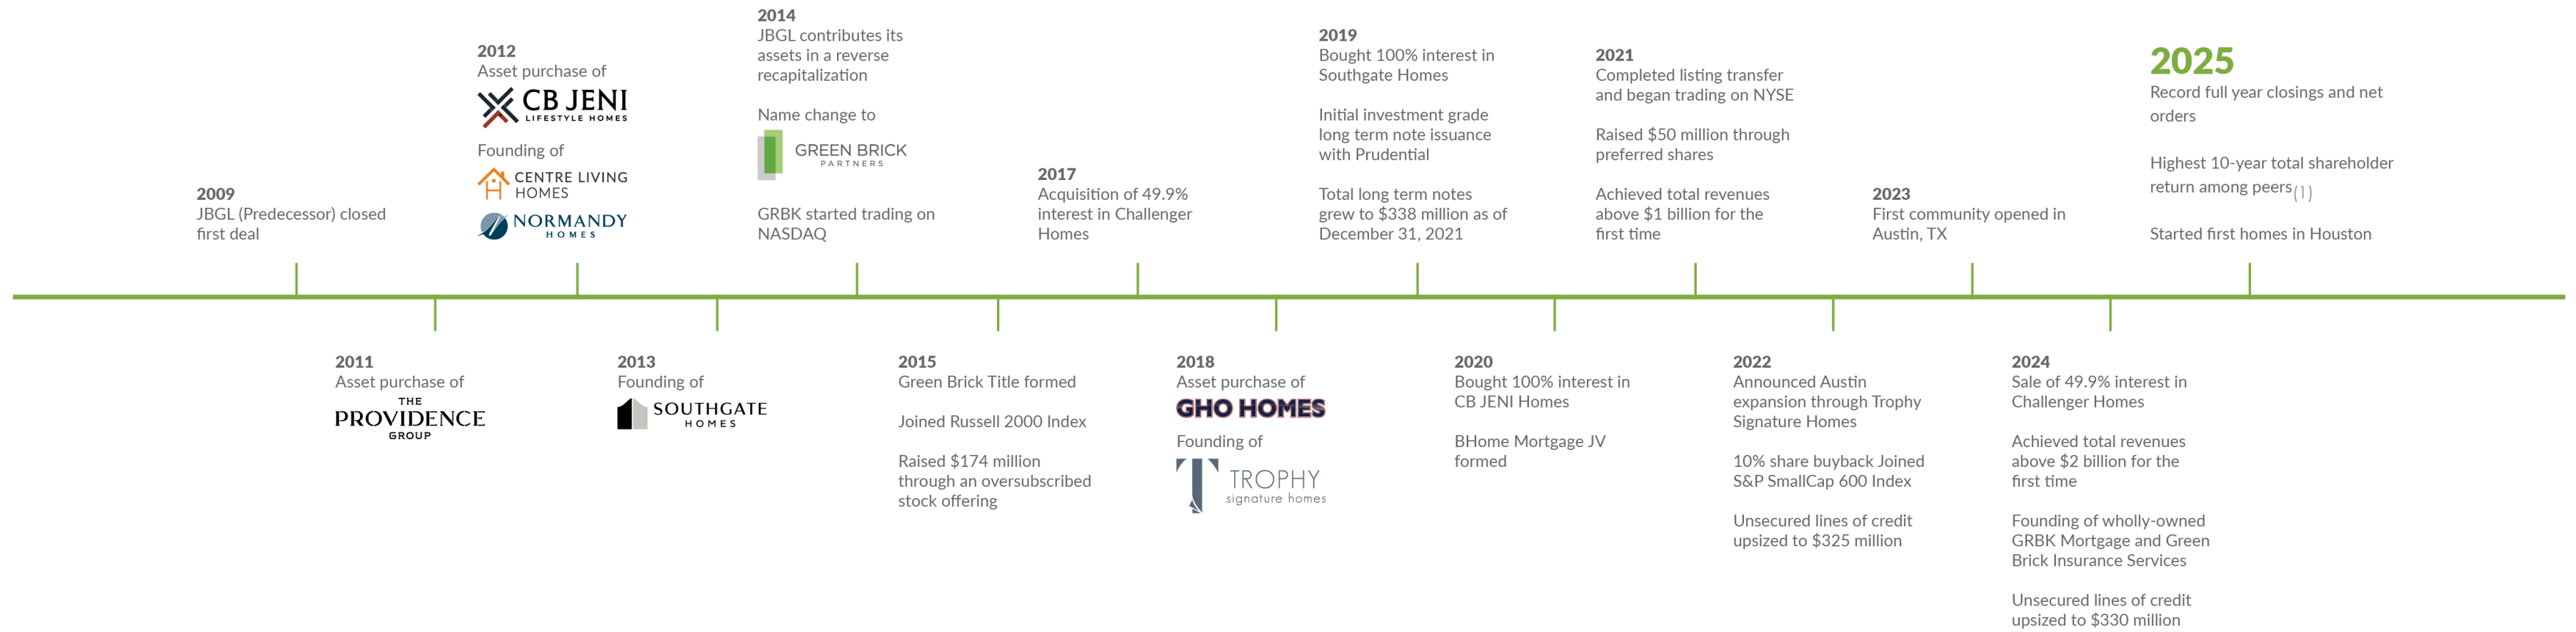 2009
JBGL (Predecessor) closed
first deal
2011
Asset purchase of
THE
PROVIDENCE
GROUP
2012
Asset purchase of
CB JENI
LIFESTYLE HOMES
Founding of
CENTRE LIVING
HOMES
NORMANDY
HOMES
2013
Founding of
SOUTHGATE
HOMES
2014
JBGL contributes its
assets in a reverse
recapitalization
Name change to
GREEN BRICK
PARTNERS
GRBK started trading on
NASDAQ
2015
Green Brick Title formed
Joined Russell 2000 Index
Raised $174 million
through an oversubscribed
stock offering
2017
Acquisition of 49.9%
interest in Challenger
Homes
2018
Asset purchase of
GHO HOMES
Founding of
TROPHY
signature homes
2019
Bought 100% interest in
Southgate Homes
Initial investment grade
long term note issuance
with Prudential
Total long term notes
grew to $338 million as of
December 31, 2021
2020
Bought 100% interest in
CB JENI Homes
BHome Mortgage JV
formed
2021
Completed listing transfer
and began trading on NYSE
Raised $50 million through
preferred shares
Achieved total revenues
above $1 billion for the
first time
2022
Announced Austin
expansion through Trophy
Signature Homes
10% share buyback Joined
S&P SmallCap 600 Index
Unsecured lines of credit
upsized to $325 million
2023
First community opened in
Austin, TX
2024
Sale of 49.9% interest in
Challenger Homes
Achieved total revenues
above $2 billion for the
first time
Founding of wholly-owned
GRBK Mortgage and Green
Brick Insurance Services
Unsecured lines of credit
upsized to $330 million
2025
Record full year closings and net
orders
Highest 10-year total shareholder
return among peers(1)
Started first homes in Houston